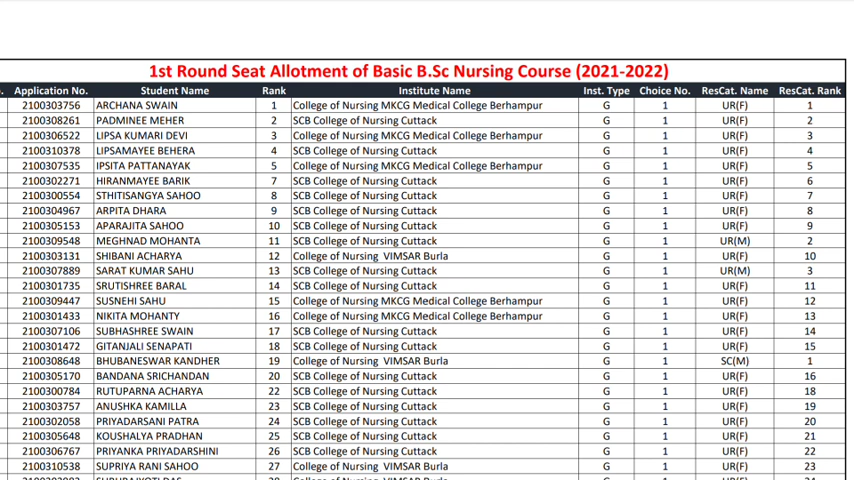 1st Round Seat Allotment of Basic B.Sc Nursing Course (2021-2022)
. Application No. Student Name Rank Institute Name Inst. Type Choice No. ResCat. Name ResCat. Rank
2100303756 ARCHANA SWAIN 1 College of Nursing MKCG Medical College Berhampur G 1 UR(F) 1
2100308261 PADMINEE MEHER 2 SCB College of Nursing Cuttack G 1 UR(F) 2
2100306522 LIPSA KUMARI DEVI 3 College of Nursing MKCG Medical College Berhampur G 1 UR(F) 3
2100310378 LIPSAMAYEE BEHERA 4 SCB College of Nursing Cuttack G 1 UR(F) 4
2100307535 IPSITA PATTANAYAK 5 College of Nursing MKCG Medical College Berhampur G 1 UR(F) 5
2100302271 HIRANMAYEE BARIK 7 SCB College of Nursing Cuttack G 1 UR(F) 6
2100300554 STHITISANGYA SAHOO 8 SCB College of Nursing Cuttack G 1 UR(F) 7
2100304967 ARPITA DHARA 9 SCB College of Nursing Cuttack G 1 UR(F) 8
2100305153 APARAJITA SAHOO 10 SCB College of Nursing Cuttack G 1 UR(F) 9
2100309548 MEGHNAD MOHANTA 11 SCB College of Nursing Cuttack G 1 UR(M) 2
2100303131 SHIBANI ACHARYA 12 College of Nursing VIMSAR Burla G 1 UR(F) 10
2100307889 SARAT KUMAR SAHU 13 SCB College of Nursing Cuttack G 1 UR(M) 3
2100301735 SRUTISHREE BARAL 14 SCB College of Nursing Cuttack G 1 UR(F) 11
2100309447 SUSNEHI SAHU 15 College of Nursing MKCG Medical College Berhampur G 1 UR(F) 12
2100301433 NIKITA MOHANTY 16 College of Nursing MKCG Medical College Berhampur G 1 UR(F) 13
2100307106 SUBHASHREE SWAIN 17 SCB College of Nursing Cuttack G 1 UR(F) 14
2100301472 GITANJALI SENAPATI 18 SCB College of Nursing Cuttack G 1 UR(F) 15
2100308648 BHUBANESWAR KANDHER 19 College of Nursing VIMSAR Burla G 1 SC(M) 1
2100305170 BANDANA SRICHANDAN 20 SCB College of Nursing Cuttack G 1 UR(F) 16
2100300784 RUTUPARNA ACHARYA 22 SCB College of Nursing Cuttack G 1 UR(F) 18
2100303757 ANUSHKA KAMILLA 23 SCB College of Nursing Cuttack G 1 UR(F) 19
2100302058 PRIYADARSANI PATRA 24 SCB College of Nursing Cuttack G 1 UR(F) 20
2100305648 KOUSHALYA PRADHAN 25 SCB College of Nursing Cuttack G 1 UR(F) 21
2100306767 PRIYANKA PRIYADARSHINI 26 SCB College of Nursing Cuttack G 1 UR(F) 22
2100310538 SUPRIYA RANI SAHOO 27 College of Nursing VIMSAR Burla G 1 UR(F) 23